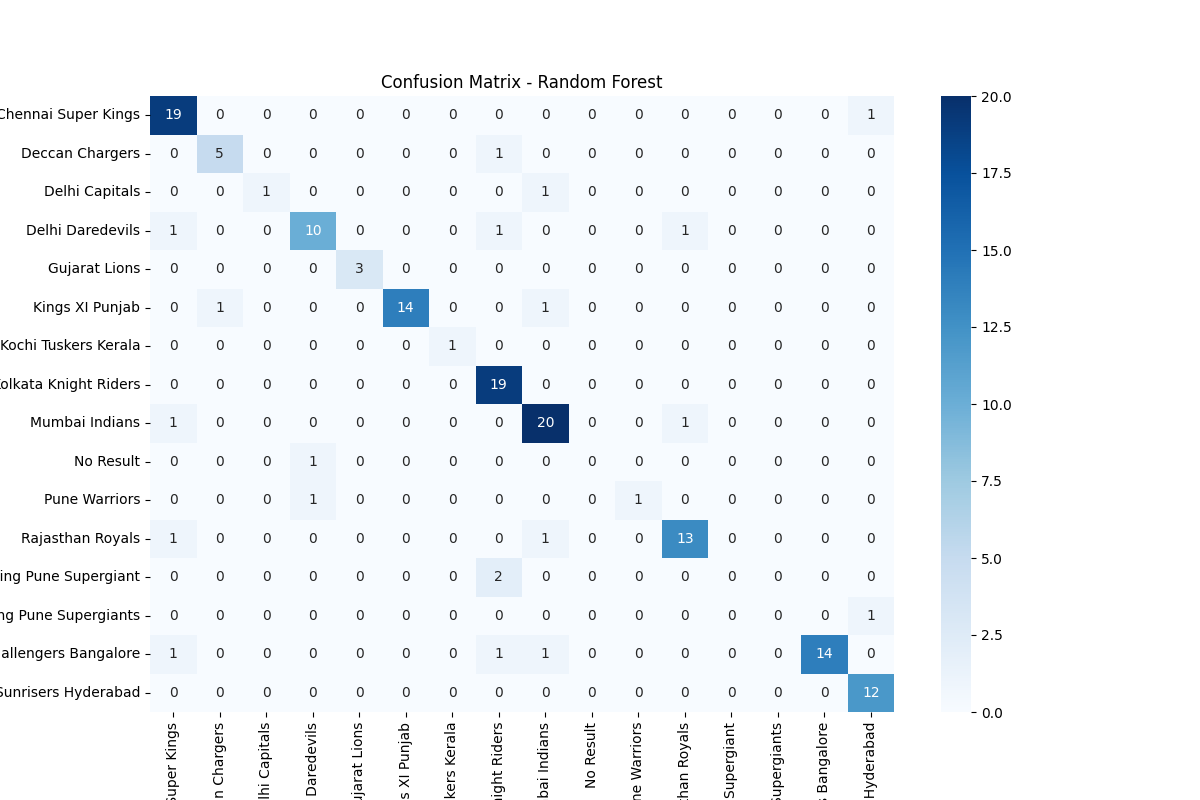 Confusion Matrix - Random Forest
Chennai Super Kings 19 0 0 0 0 0 0 0 0 0 0 0 0 0 0 1
Deccan Chargers 0 5 0 0 0 0 0 1 0 0 0 0 0 0 0 0
Delhi Capitals 0 0 1 0 0 0 0 0 1 0 0 0 0 0 0 0
Delhi Daredevils 1 0 0 10 0 0 0 1 0 0 0 1 0 0 0 0
Gujarat Lions 0 0 0 0 3 0 0 0 0 0 0 0 0 0 0 0
Kings XI Punjab 0 1 0 0 0 14 0 0 1 0 0 0 0 0 0 0
Kochi Tuskers Kerala 0 0 0 0 0 0 1 0 0 0 0 0 0 0 0 0
olkata Knight Riders 0 0 0 0 0 0 0 19 0 0 0 0 0 0 0 0
Mumbai Indians 1 0 0 0 0 0 0 0 20 0 0 1 0 0 0 0
No Result 0 0 0 1 0 0 0 0 0 0 0 0 0 0 0 0
Pune Warriors 0 0 0 1 0 0 0 0 0 0 1 0 0 0 0 0
Rajasthan Royals 1 0 0 0 0 0 0 0 1 0 0 13 0 0 0 0
ing Pune Supergiant 0 0 0 0 0 0 0 2 0 0 0 0 0 0 0 0
ng Pune Supergiants 0 0 0 0 0 0 0 0 0 0 0 0 0 0 0 1
allengers Bangalore 1 0 0 0 0 0 0 1 1 0 0 0 0 0 14 0
Sunrisers Hyderabad 0 0 0 0 0 0 0 0 0 0 0 0 0 0 0 12
Super Kings
n Chargers
lhi Capitals
Daredevils
ujarat Lions
s XI Punjab
kers Kerala
night Riders
bai Indians
No Result
ne Warriors
than Royals
Supergiant
Supergiants
s Bangalore
Hyderabad
20.0
17.5
15.0
12.5
10.0
7.5
5.0
2.5
0.0